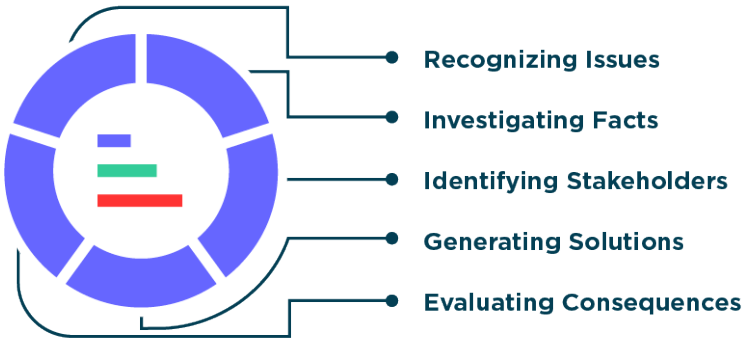 Recognizing Issues
Investigating Facts
Identifying Stakeholders
Generating Solutions
Evaluating Consequences